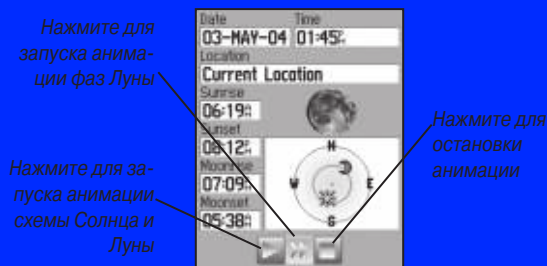 Нажмите для
запуска анима-
ции фаз Луны
Нажмите для за-
пуска анимации
схемы Солнца и
Луны
Date Time
03-MAY-04 01:45
Location
Current Location
Sunrise
06:19
Sunset
08:12
Moonrise
07:09
Moonset
05:38
N
W E
S
Нажмите для
остановки
анимации